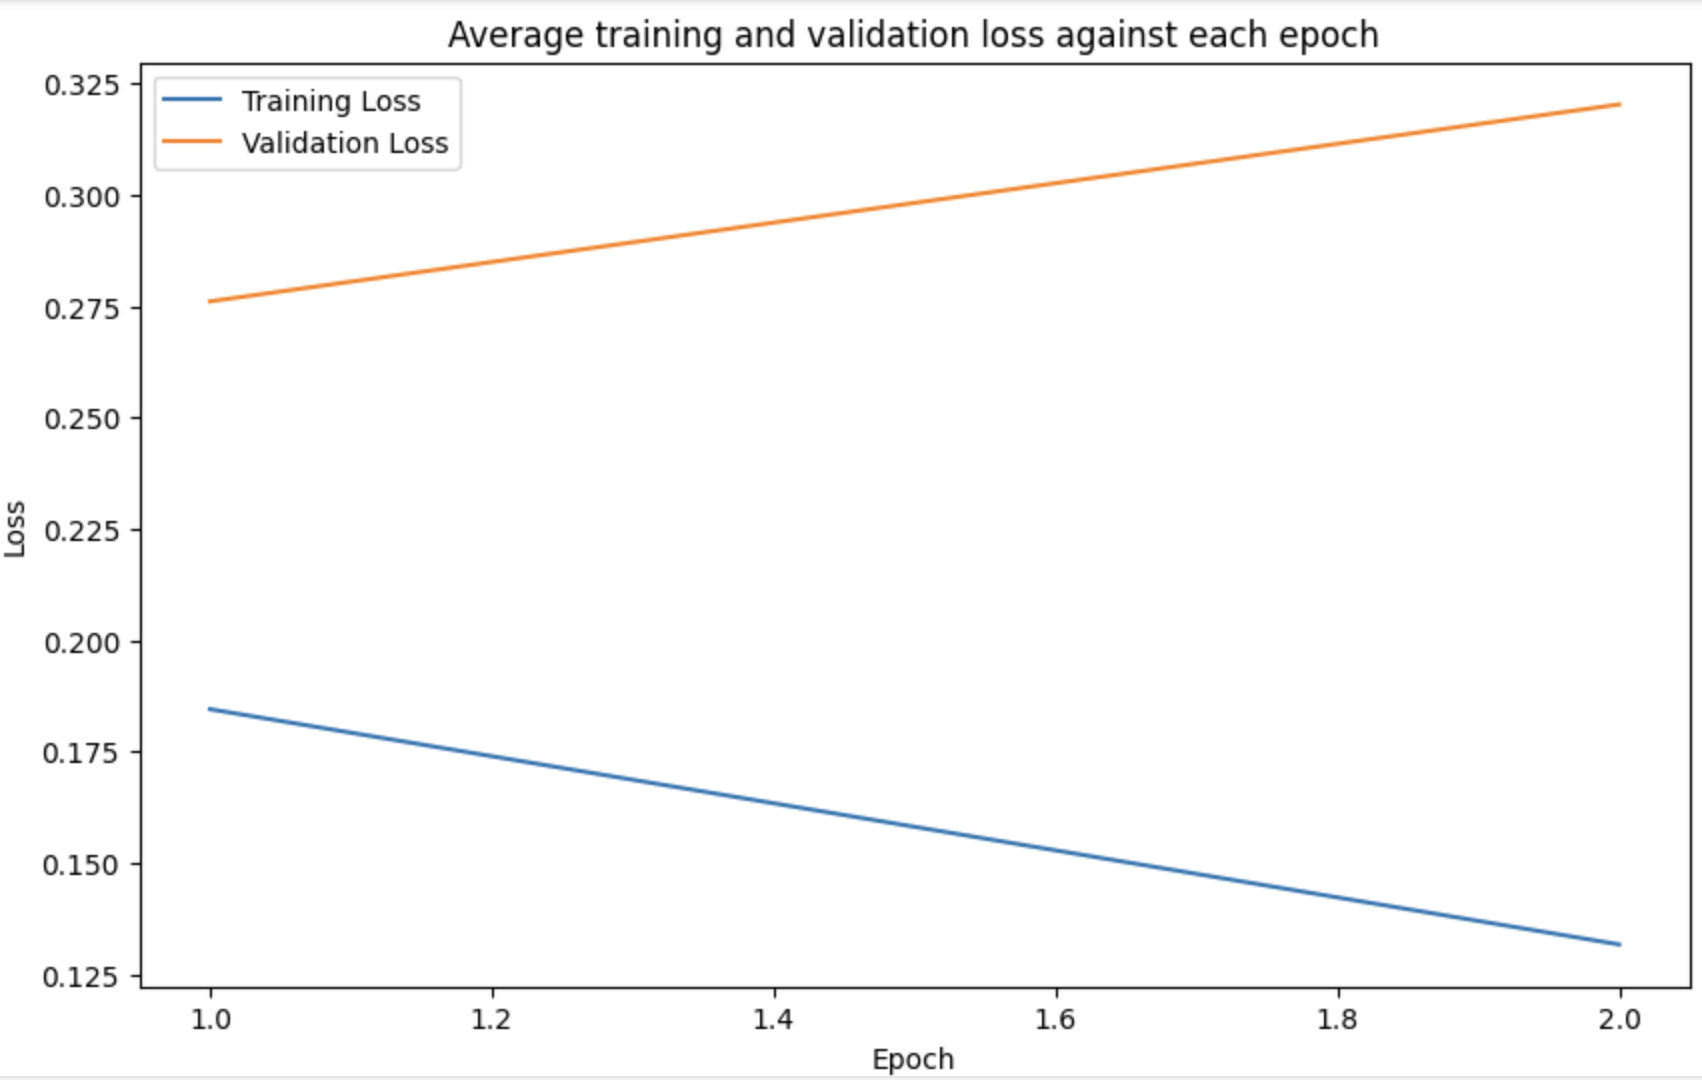 Average training and validation loss against each epoch
Training Loss
Validation Loss
0.325
0.300
0.275
0.250
0.225
0.200
0.175
0.150
0.125
Loss
1.0 1.2 1.4 1.6 1.8 2.0
Epoch